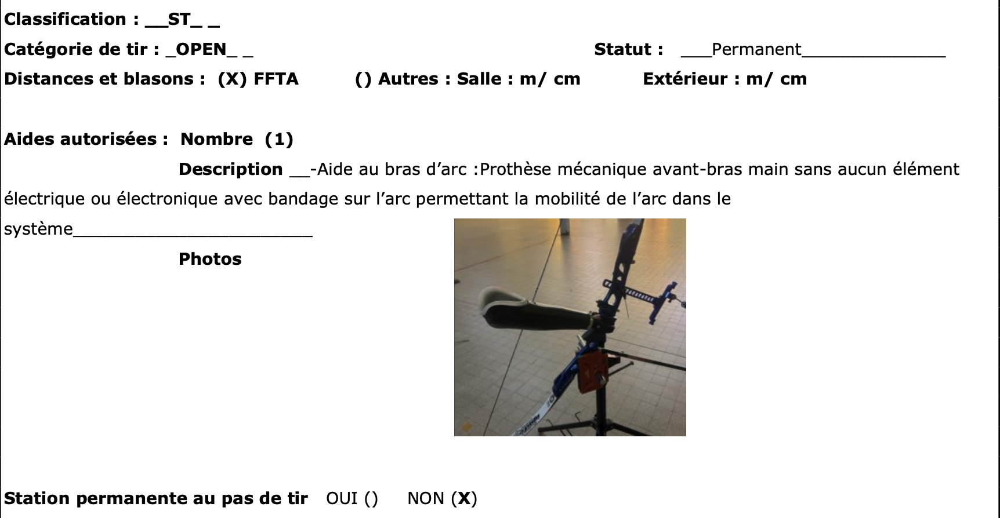 Classification : __ST_ _
Catégorie de tir : _OPEN_ _ Statut : ___Permanent______________
Distances et blasons : (X) FFTA () Autres : Salle : m/ cm Extérieur : m/ cm
Aides autorisées : Nombre (1)
Description __-Aide au bras d’arc :Prothèse mécanique avant-bras main sans aucun élément
électrique ou électronique avec bandage sur l’arc permettant la mobilité de l’arc dans le
système_______________________
Photos
Station permanente au pas de tir OUI () NON (X)